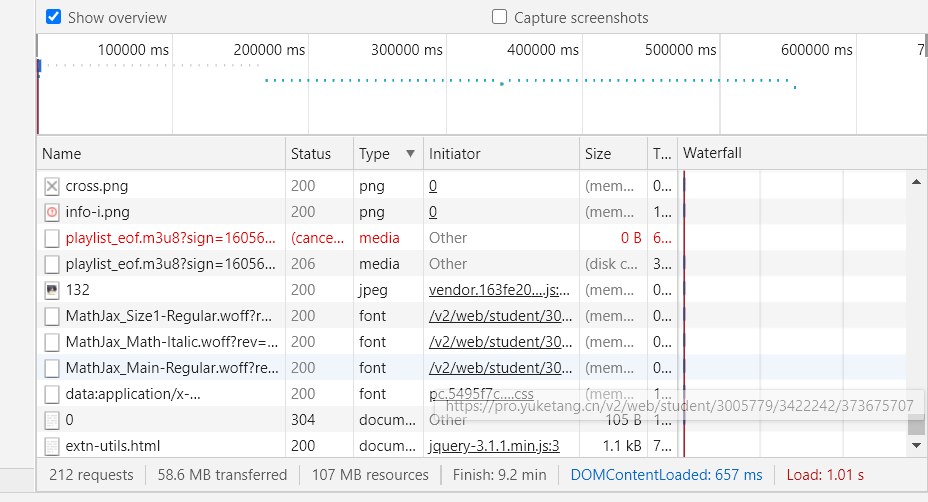 Show overview Capture screenshots
100000 ms 200000 ms 300000 ms 400000 ms 500000 ms 600000 ms 7
Name Status Type ▼ Initiator Size T... Waterfall
cross.png 200 png 0 (mem... 0...
info-i.png 200 png 0 (mem... 1...
playlist_eof.m3u8?sign=16056... (cance... media Other 0 B 6...
playlist_eof.m3u8?sign=16056... 206 media Other (disk c... 3...
132 200 jpeg vendor.163fe20....js:... (mem... 0...
MathJax_Size1-Regular.woff?r... 200 font /v2/web/student/30... (mem... 0...
MathJax_Math-Italic.woff?rev=... 200 font /v2/web/student/30... (mem... 0...
MathJax_Main-Regular.woff?re... 200 font /v2/web/student/30... (mem... 0...
data:application/x-... 200 font pc.5495f7c....css (mem... 1...
https://pro.yuketang.cn/v2/web/student/3005779/3422242/373675707
0 304 docum... Other 105 B 1...
extn-utils.html 200 docum... jquery-3.1.1.min.js:3 1.1 kB 7...
212 requests 58.6 MB transferred 107 MB resources Finish: 9.2 min DOMContentLoaded: 657 ms Load: 1.01 s